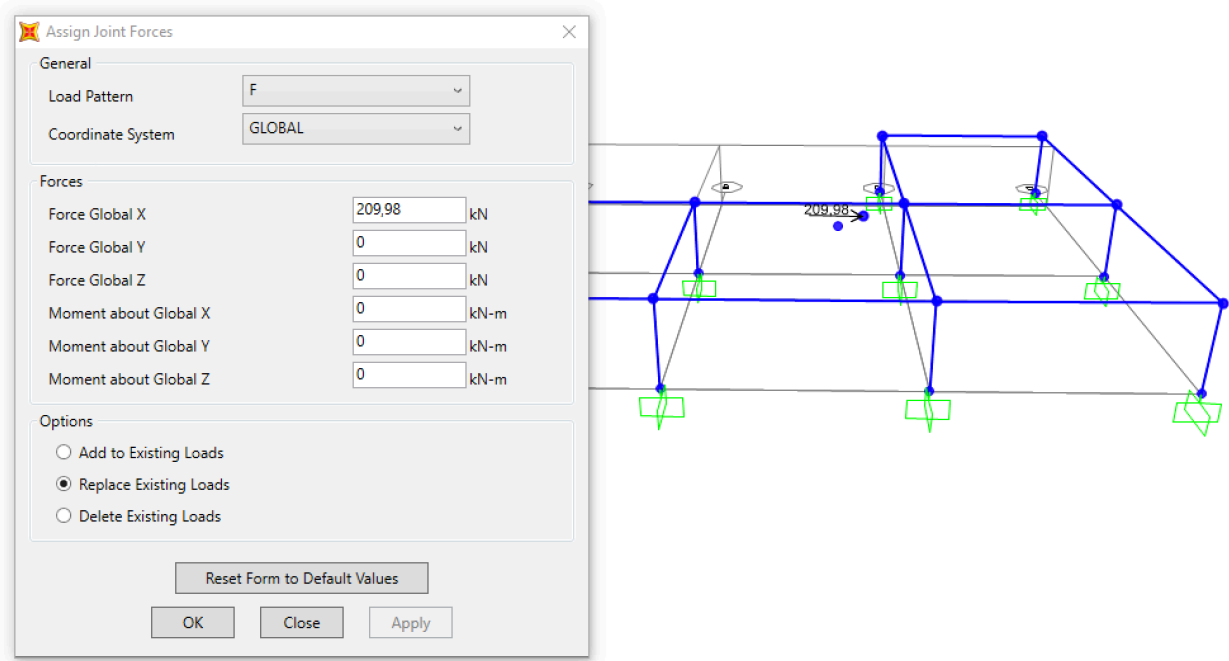 Assign Joint Forces
General
Load Pattern F
Coordinate System GLOBAL
Forces
Force Global X 209,98 kN
Force Global Y 0 kN
Force Global Z 0 kN
Moment about Global X 0 kN-m
Moment about Global Y 0 kN-m
Moment about Global Z 0 kN-m
Options
Add to Existing Loads
Replace Existing Loads
Delete Existing Loads
Reset Form to Default Values
OK Close Apply
209,98